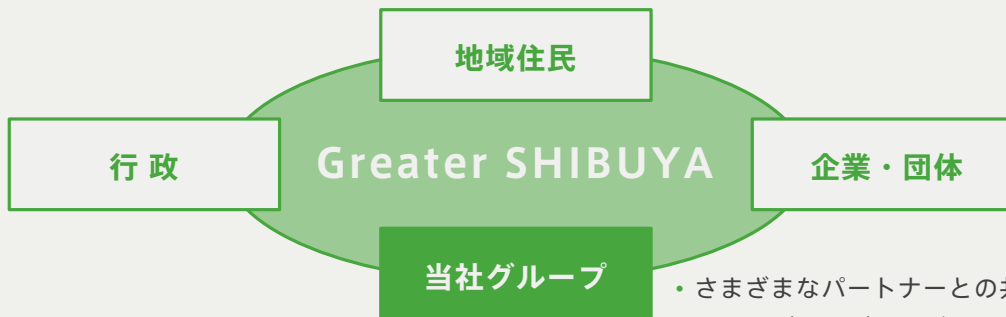 地域住民
行 政
Greater SHIBUYA
企業・団体
当社グループ
・さまざまなパートナーとの